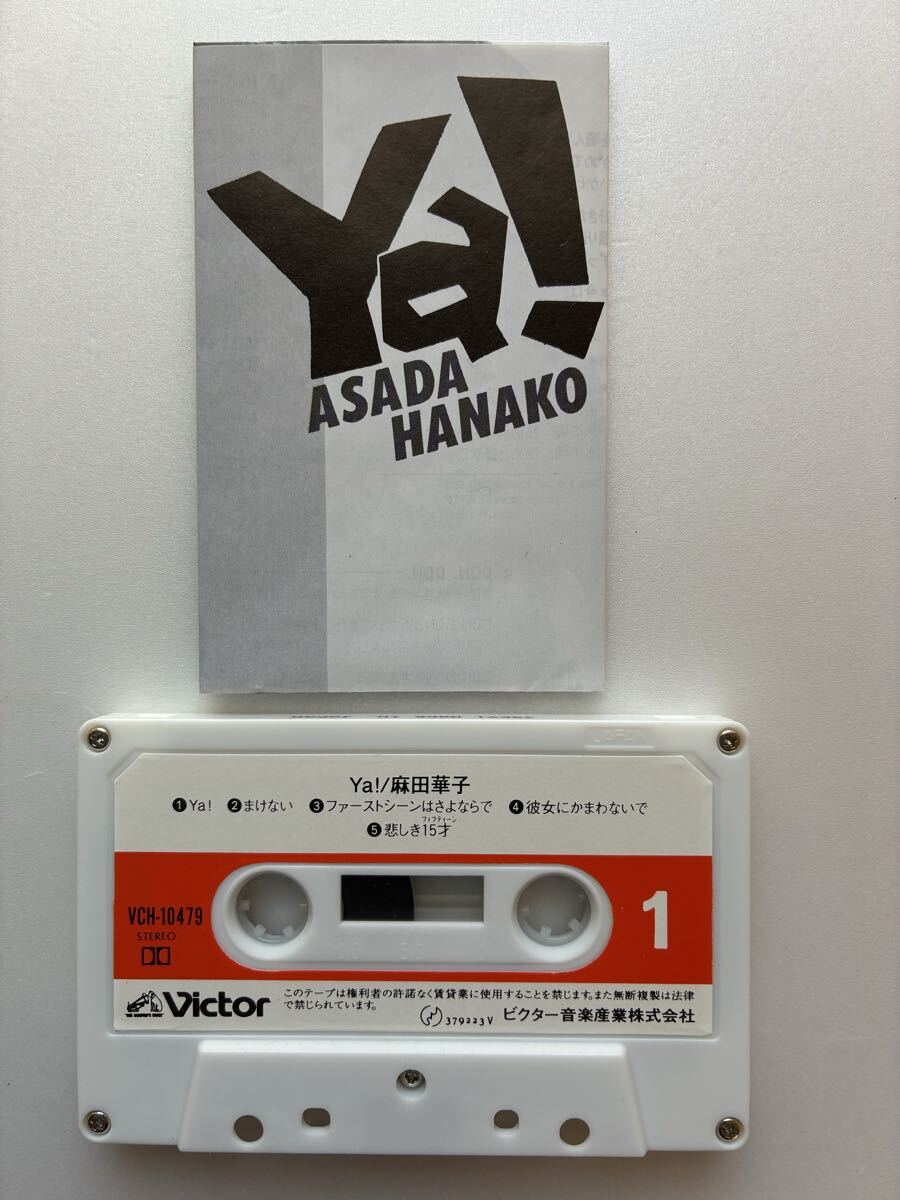 Ya!
ASADA
HANAKO
JAPAN
Ya!/麻田華子
❶Ya! ❷まけない ❸ファーストシーンはさよならで ❹彼女にかまわないで
フィフティーン
❺悲しき15才
VCH-10479
STEREO
1
Victor
このテープは権利者の許諾なく賃貸業に使用することを禁じます。また無断複製は法律
で禁じられています。
379223V ビクター音楽産業株式会社